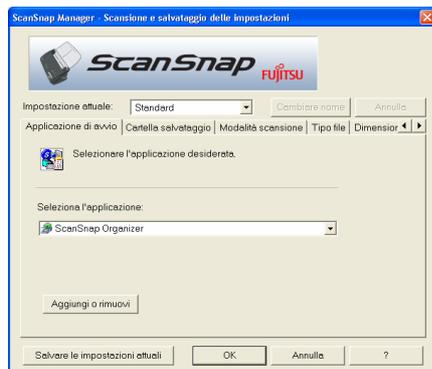 ScanSnap Manager - Scansione e salvataggio delle impostazioni
ScanSnap FUJITSU
Impostazione attuale: Standard Cambiare nome Annulla
Applicazione di avvio Cartella salvataggio Modalità scansione Tipo file Dimension
Selezionare l'applicazione desiderata.
Seleziona l'applicazione:
ScanSnap Organizer
Aggiungi o rimuovi
Salvare le impostazioni attuali OK Annulla ?